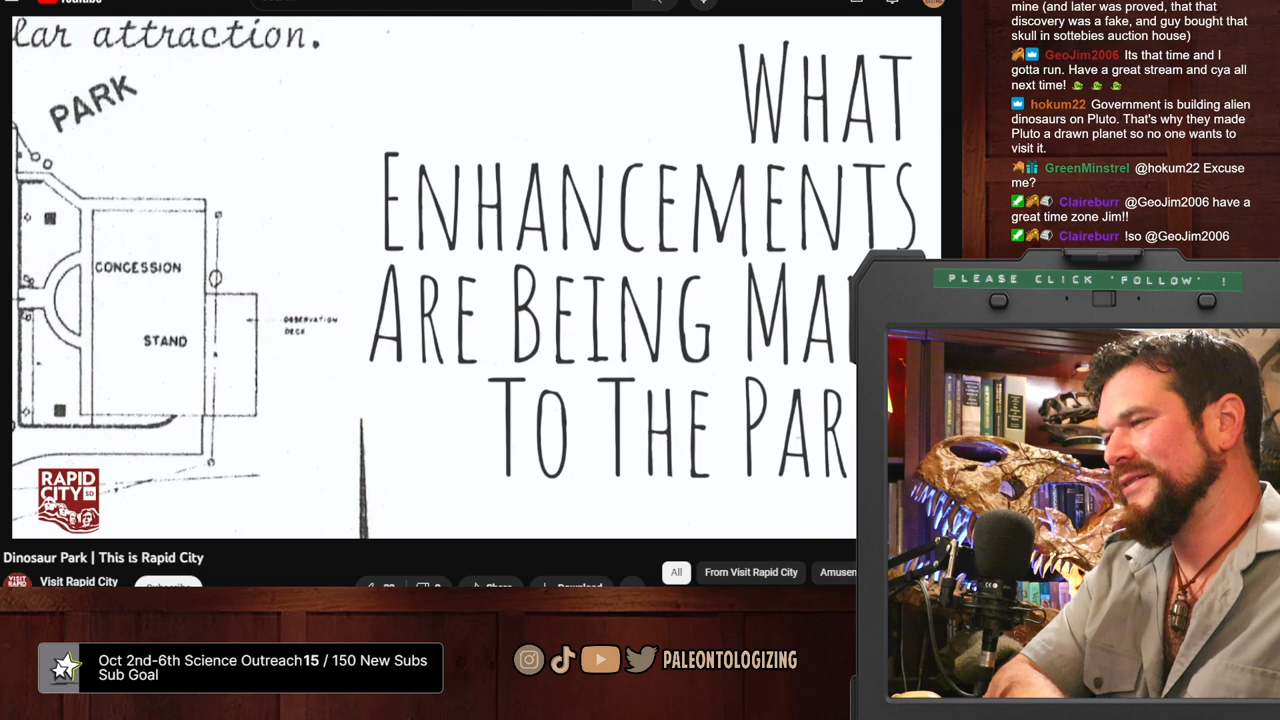 lar attraction.
PARK
CONCESSION
STAND
OBSERVATION
DECK
WHAT
ENHANCEMENTS
ARE BEING MA
TO THE PAR
RAPID
CITY SD
Dinosaur Park | This is Rapid City
Visit Rapid City
Subscribe
Share
Download
All
From Visit Rapid City
Amusen
mine (and later was proved, that that
discovery was a fake, and guy bought that
skull in sottebies auction house)
GeoJim2006 Its that time and I
gotta run. Have a great stream and cya all
next time!
hokum22 Government is building alien
dinosaurs on Pluto. That's why they made
Pluto a drawn planet so no one wants to
visit it.
GreenMinstrel @hokum22 Excuse
me?
Claireburr @GeoJim2006 have a
great time zone Jim!!
Claireburr !so @GeoJim2006
PLEASE CLICK 'FOLLOW' !
Oct 2nd-6th Science Outreach 15 / 150 New Subs
Sub Goal
PALEONTOLOGIZING